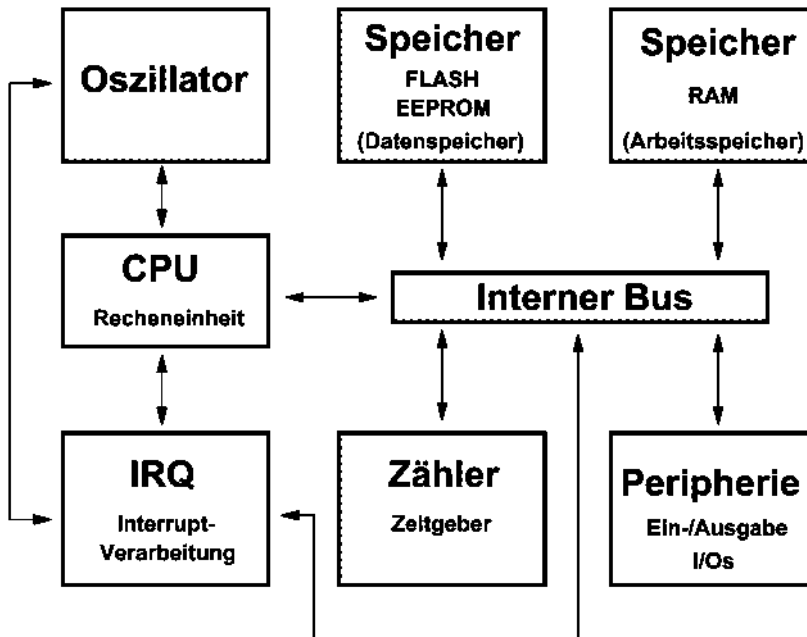 Oszillator
Speicher
FLASH
EEPROM
(Datenspeicher)
Speicher
RAM
(Arbeitsspeicher)
CPU
Recheneinheit
Interner Bus
IRQ
Interrupt-
Verarbeitung
Zähler
Zeitgeber
Peripherie
Ein-/Ausgabe
I/Os